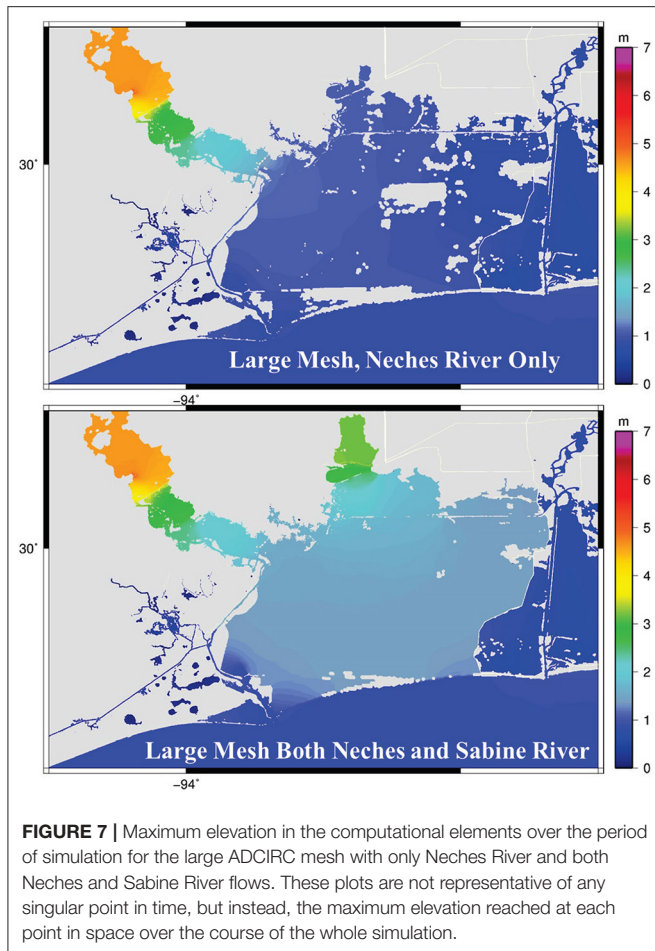 m
7
6
5
4
3
2
1
0
30°
Large Mesh, Neches River Only
−94°
m
7
6
5
4
3
2
1
0
30°
Large Mesh Both Neches and Sabine River
−94°
FIGURE 7 | Maximum elevation in the computational elements over the period
of simulation for the large ADCIRC mesh with only Neches River and both
Neches and Sabine River flows. These plots are not representative of any
singular point in time, but instead, the maximum elevation reached at each
point in space over the course of the whole simulation.